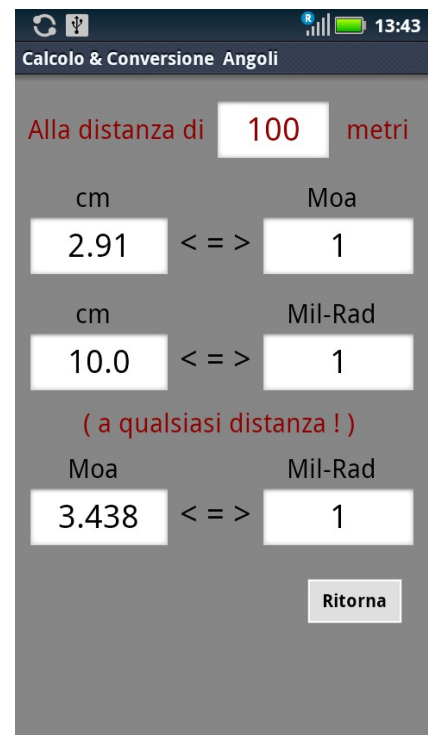 R 13:43
Calcolo & Conversione Angoli
Alla distanza di 100 metri
cm Moa
2.91 < = > 1
cm Mil-Rad
10.0 < = > 1
( a qualsiasi distanza ! )
Moa Mil-Rad
3.438 < = > 1
Ritorna